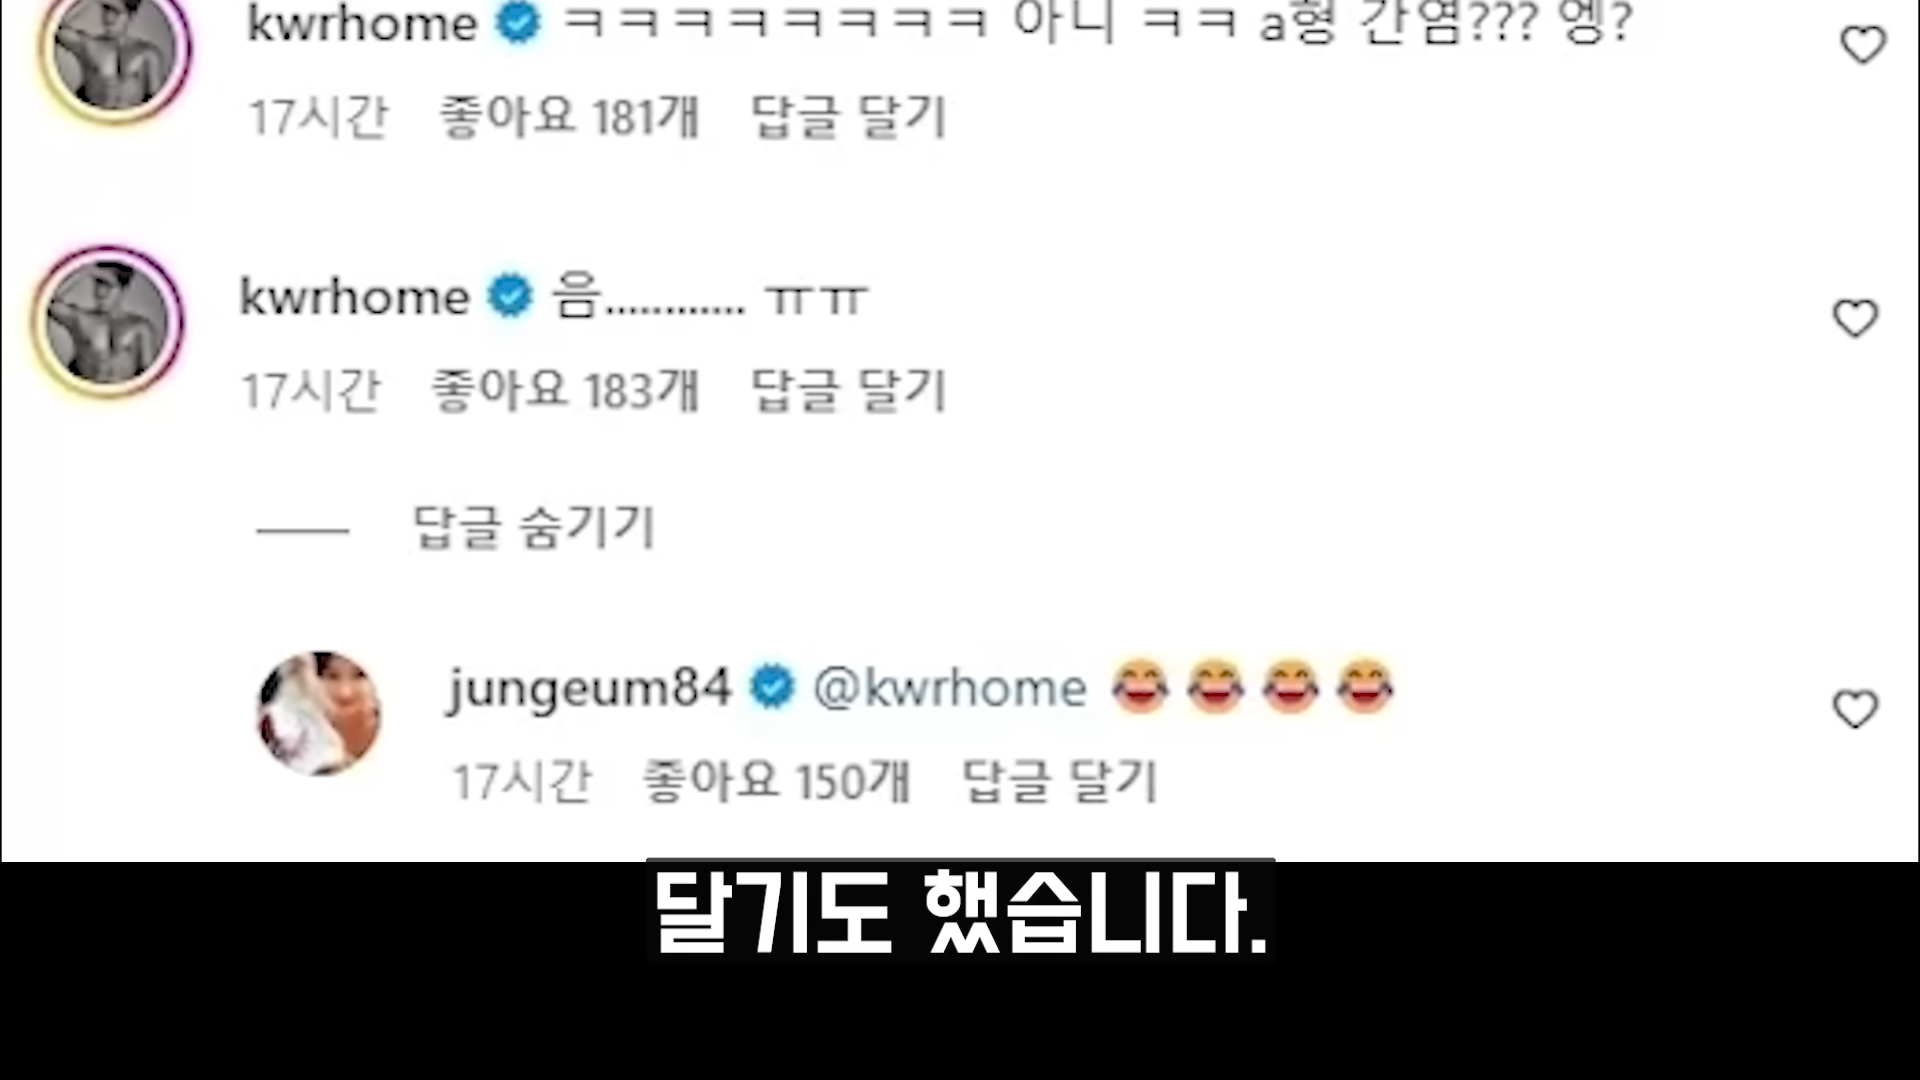 kwrhome ㅋㅋㅋㅋㅋㅋㅋㅋ 아니 ㅋㅋ a형 간염??? 엥?
17시간 좋아요 181개 답글 달기
kwrhome 음............ ㅠㅠ
17시간 좋아요 183개 답글 달기
답글 숨기기
jungeum84 @kwrhome 😂😂😂😂
17시간 좋아요 150개 답글 달기
달기도 했습니다.